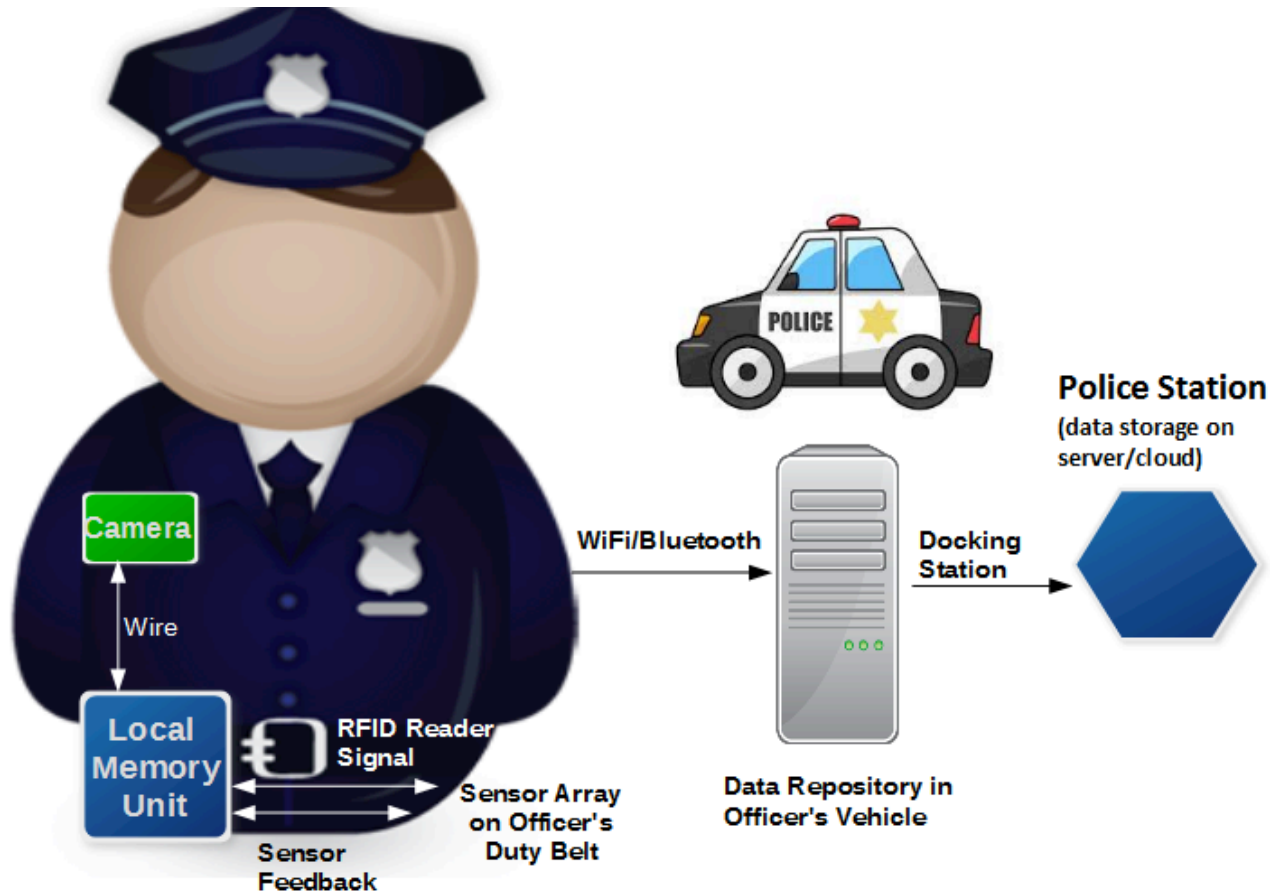 POLICE
Police Station
(data storage on
server/cloud)
Camera
WiFi/Bluetooth
Docking
Station
Wire
Local
Memory
Unit
RFID Reader
Signal
Sensor Array
on Officer's
Duty Belt
Sensor
Feedback
Data Repository in
Officer's Vehicle